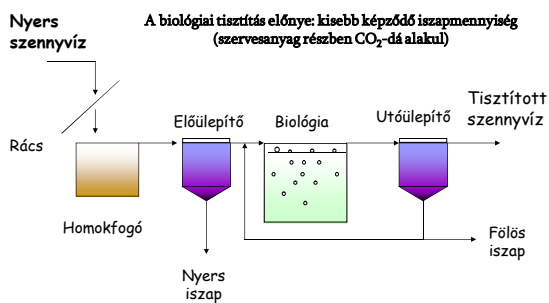 Nyers
szennyvíz
A biológiai tisztítás előnye: kisebb képződő iszapmennyiség
(szervesanyag részben CO₂-dá alakul)
Rács
Homokfogó
Előülepítő
Biológia
Utóülepítő
Tisztított
szennyvíz
Nyers
iszap
Fölös
iszap